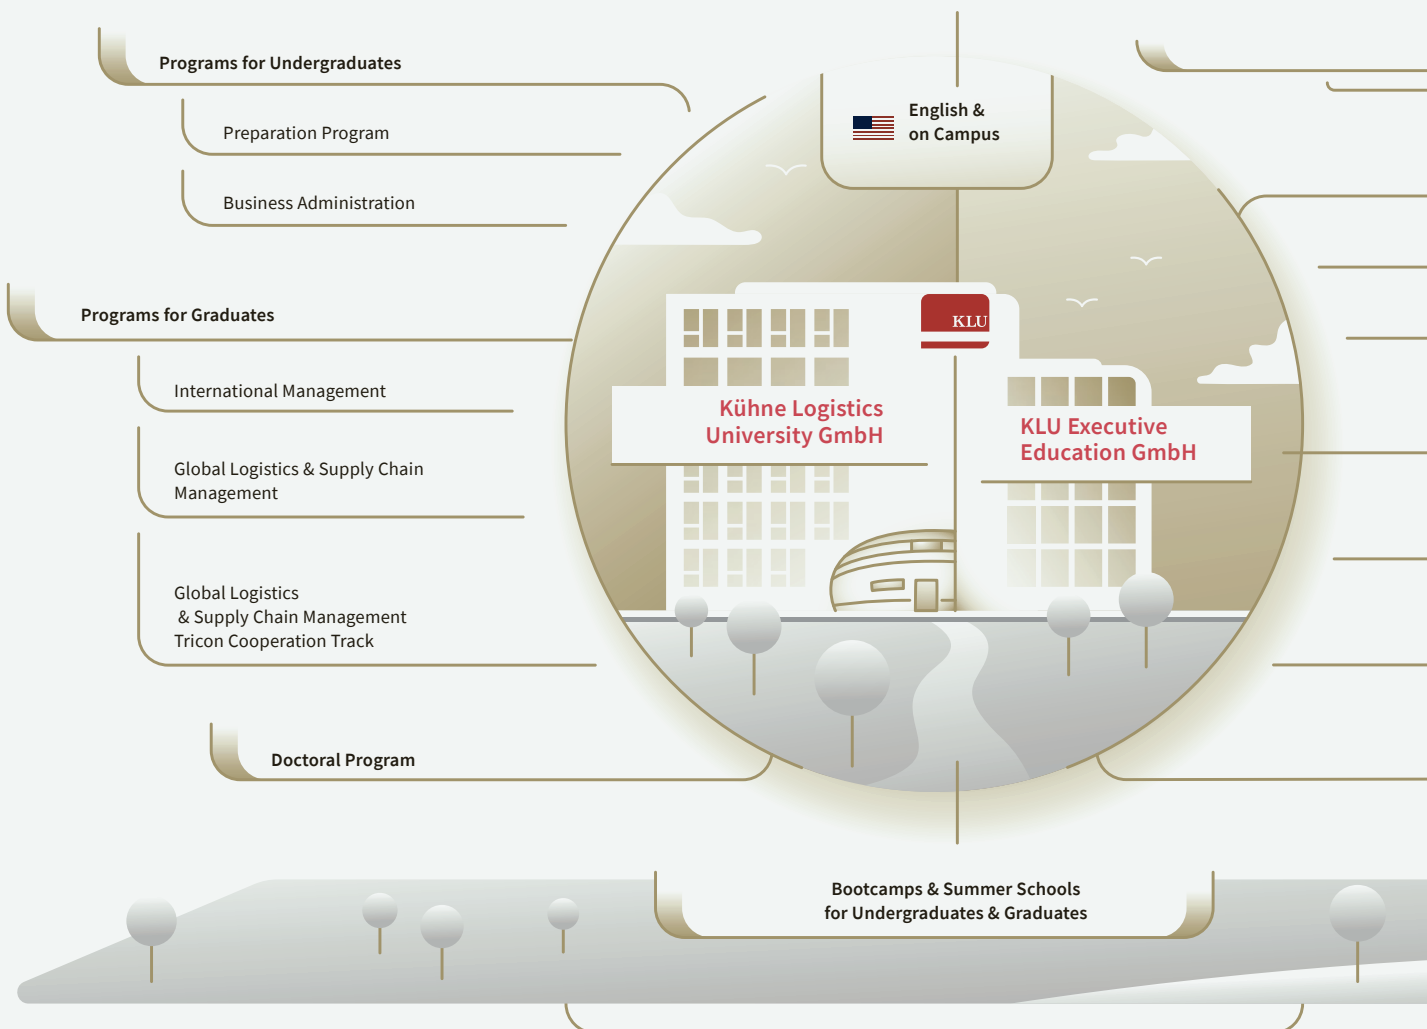 Programs for Undergraduates
Preparation Program
Business Administration
Programs for Graduates
International Management
Global Logistics & Supply Chain
Management
Global Logistics
& Supply Chain Management
Tricon Cooperation Track
Doctoral Program
English &
on Campus
KLU
Kühne Logistics
University GmbH
KLU Executive
Education GmbH
Bootcamps & Summer Schools
for Undergraduates & Graduates